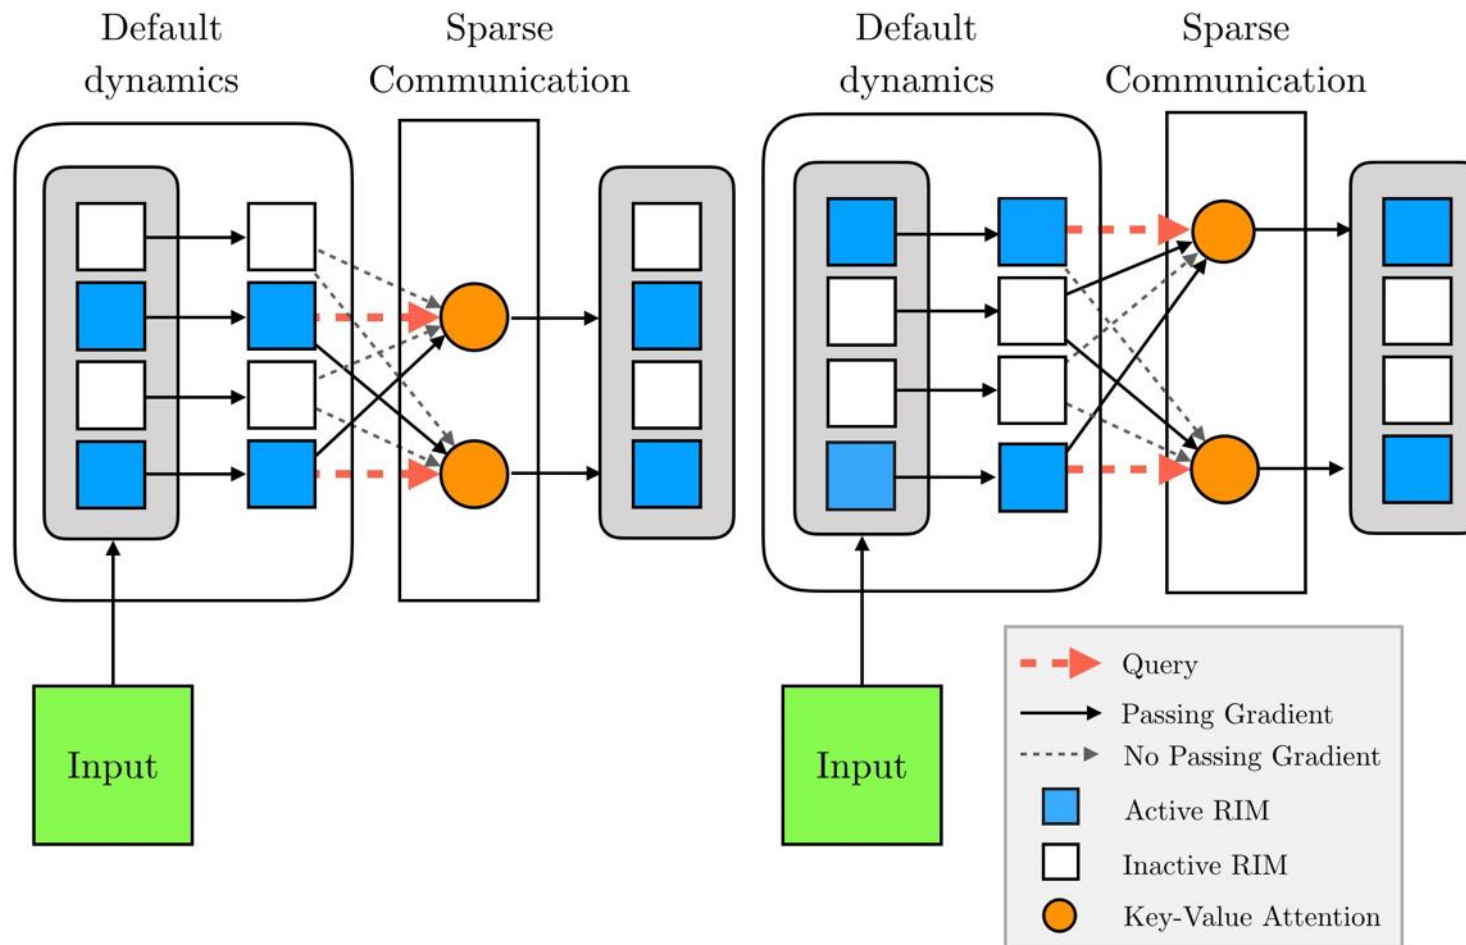 Default
dynamics
Sparse
Communication
Default
dynamics
Sparse
Communication
Input
Input
Query
Passing Gradient
No Passing Gradient
Active RIM
Inactive RIM
Key-Value Attention